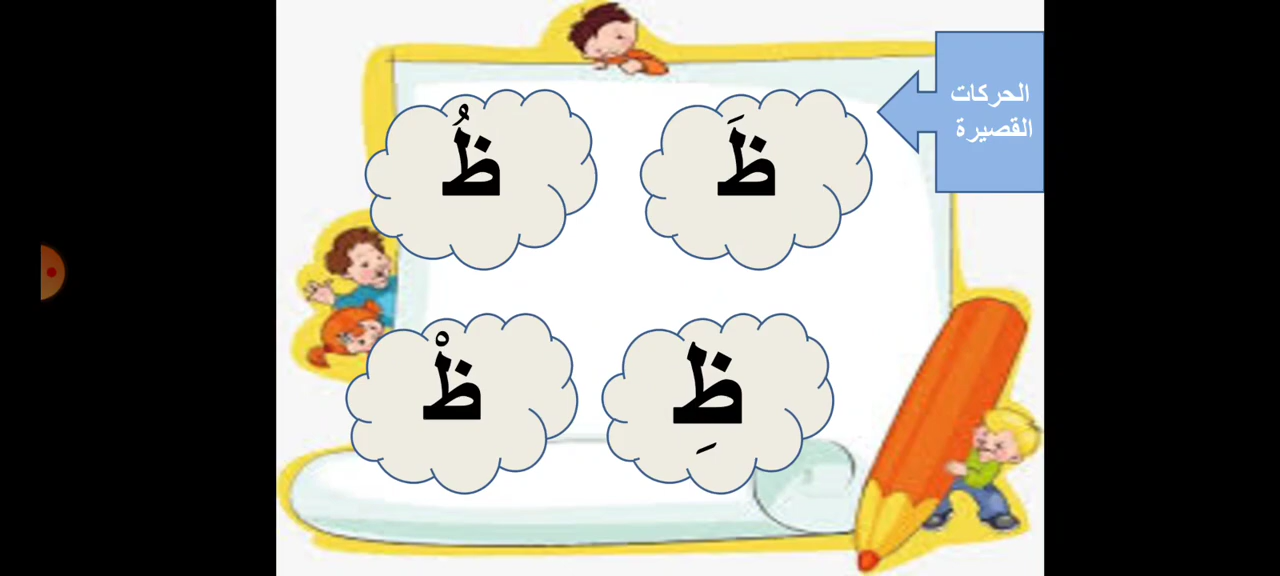 الحركات
القصيرة
ظَ
ظُ
ظِ
ظْ